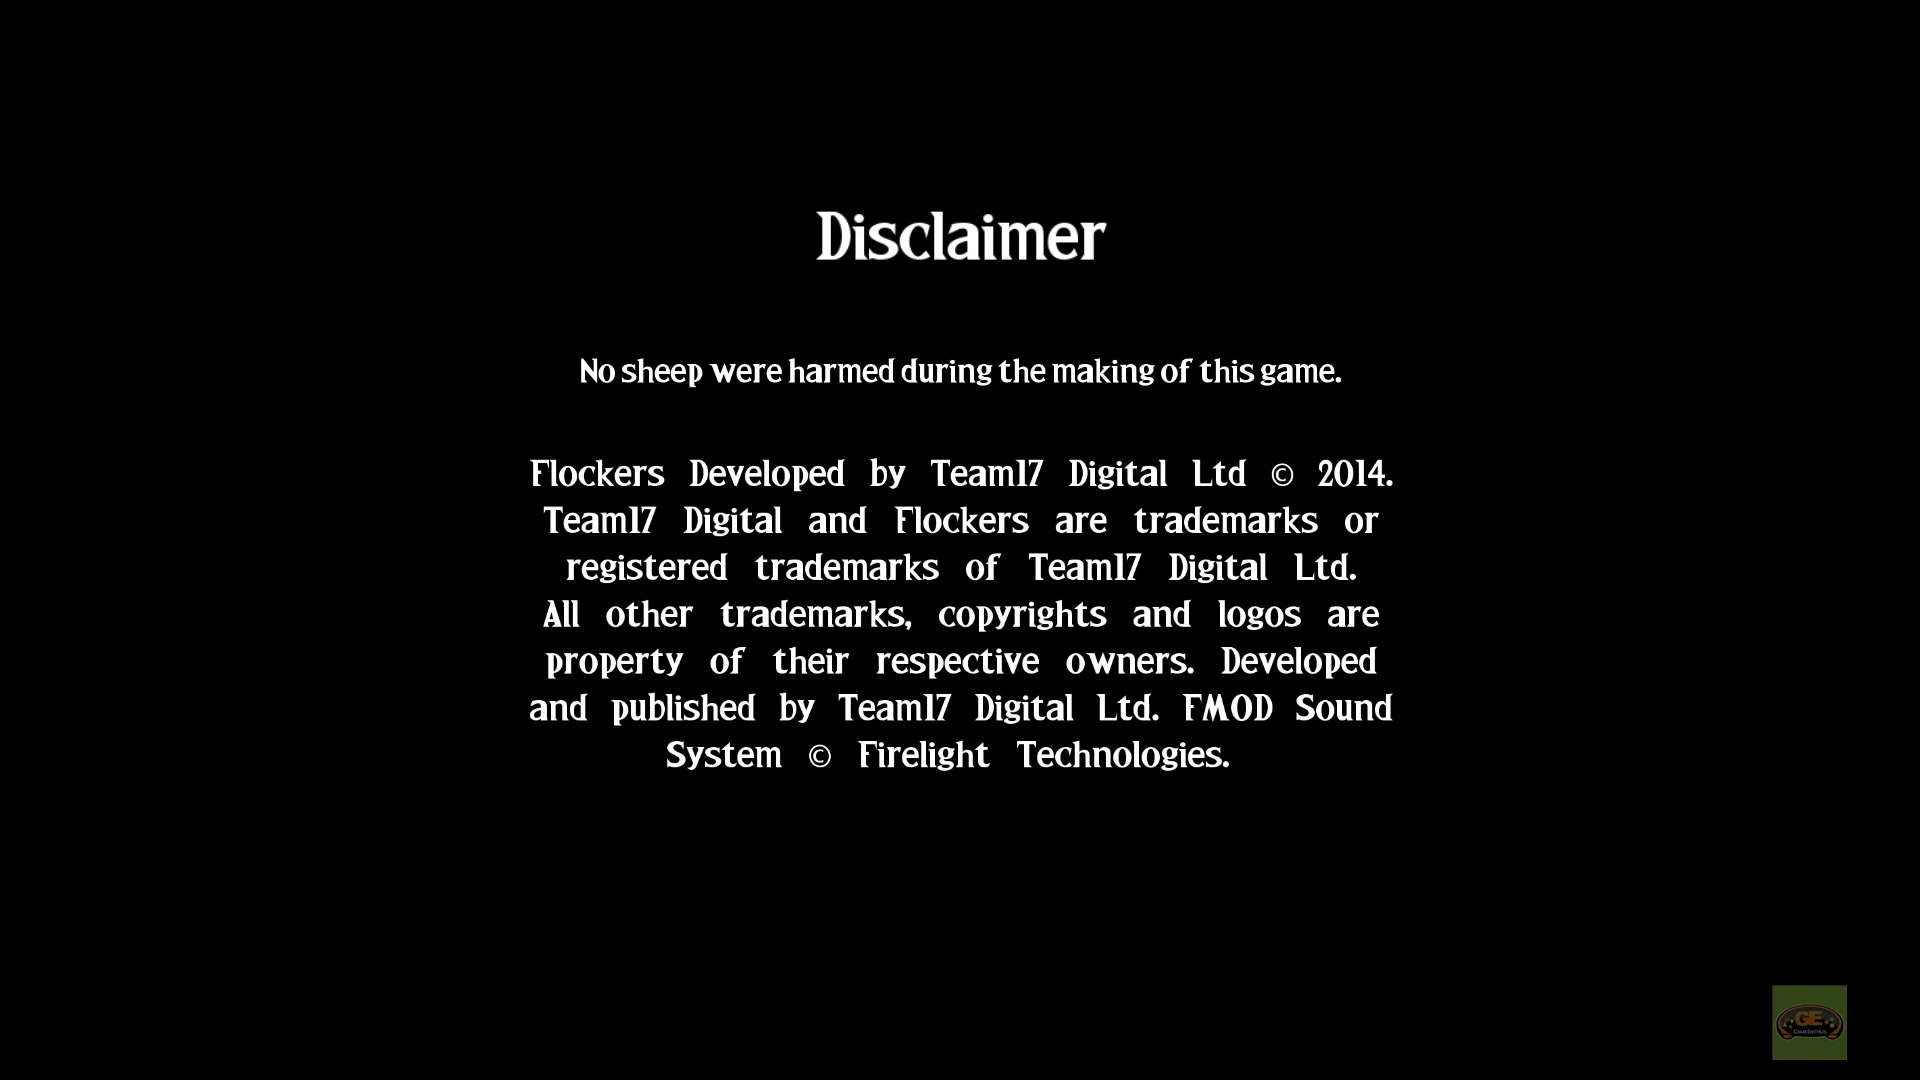 Disclaimer
No sheep were harmed during the making of this game.
Flockers Developed by Team17 Digital Ltd © 2014.
Team17 Digital and Flockers are trademarks or
registered trademarks of Team17 Digital Ltd.
All other trademarks, copyrights and logos are
property of their respective owners. Developed
and published by Team17 Digital Ltd. FMOD Sound
System © Firelight Technologies.
GE
GameEnthus